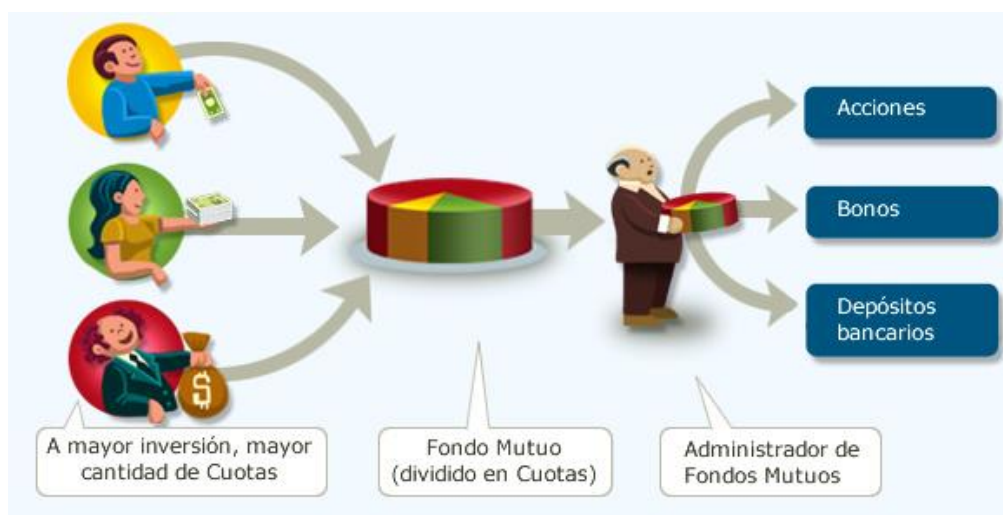 Acciones
Bonos
Depósitos
bancarios
$
A mayor inversión, mayor
cantidad de Cuotas
Fondo Mutuo
(dividido en Cuotas)
Administrador de
Fondos Mutuos